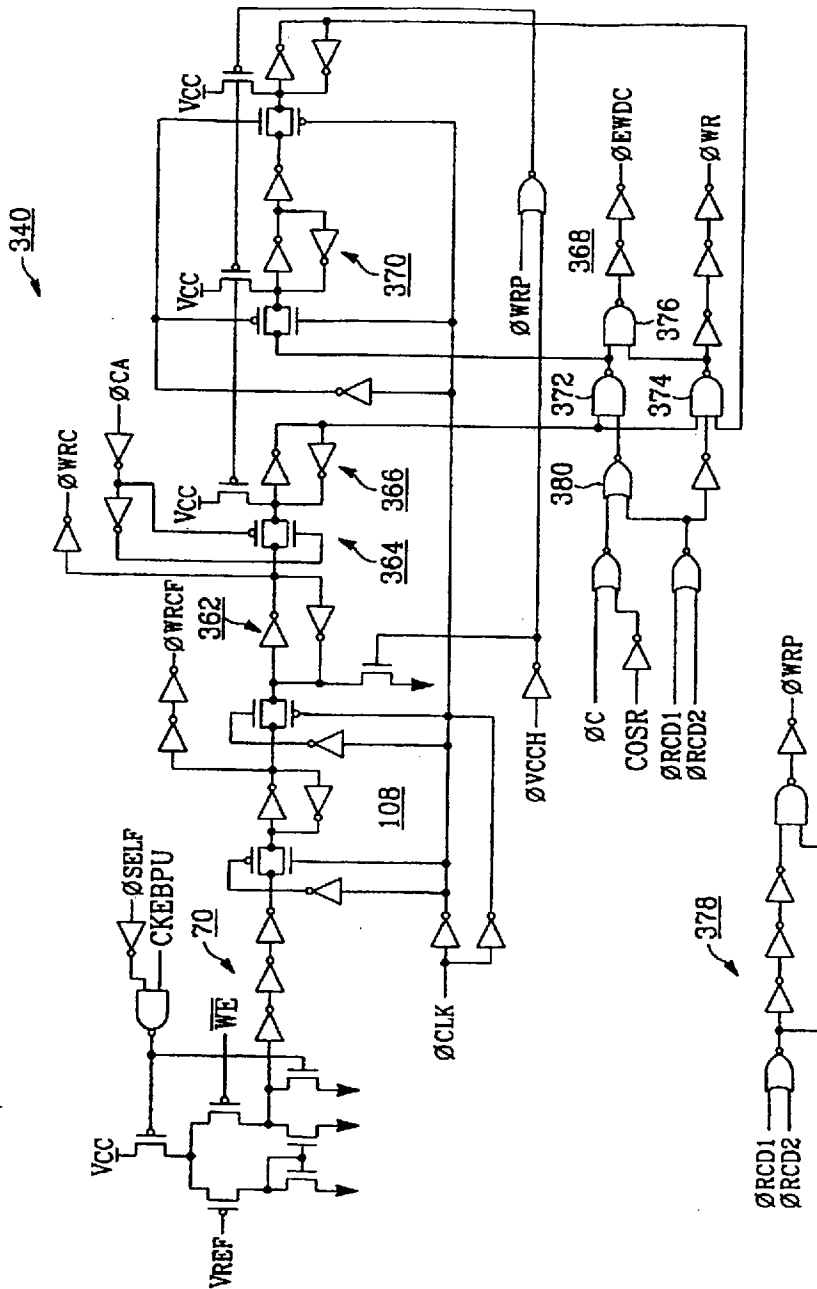 340
ØCA
ØWRC
VCC
VCC
VCC
ØWRCF
362
364
366
370
ØSELF
CKEBPU
70
108
VCC
WE
VREF
ØCLK
ØVCCH
ØWRP
ØEWDC
368
ØWR
372
376
374
380
ØC
COSR
ØRCD1
ØRCD2
ØWRP
378
ØRCD1
ØRCD2